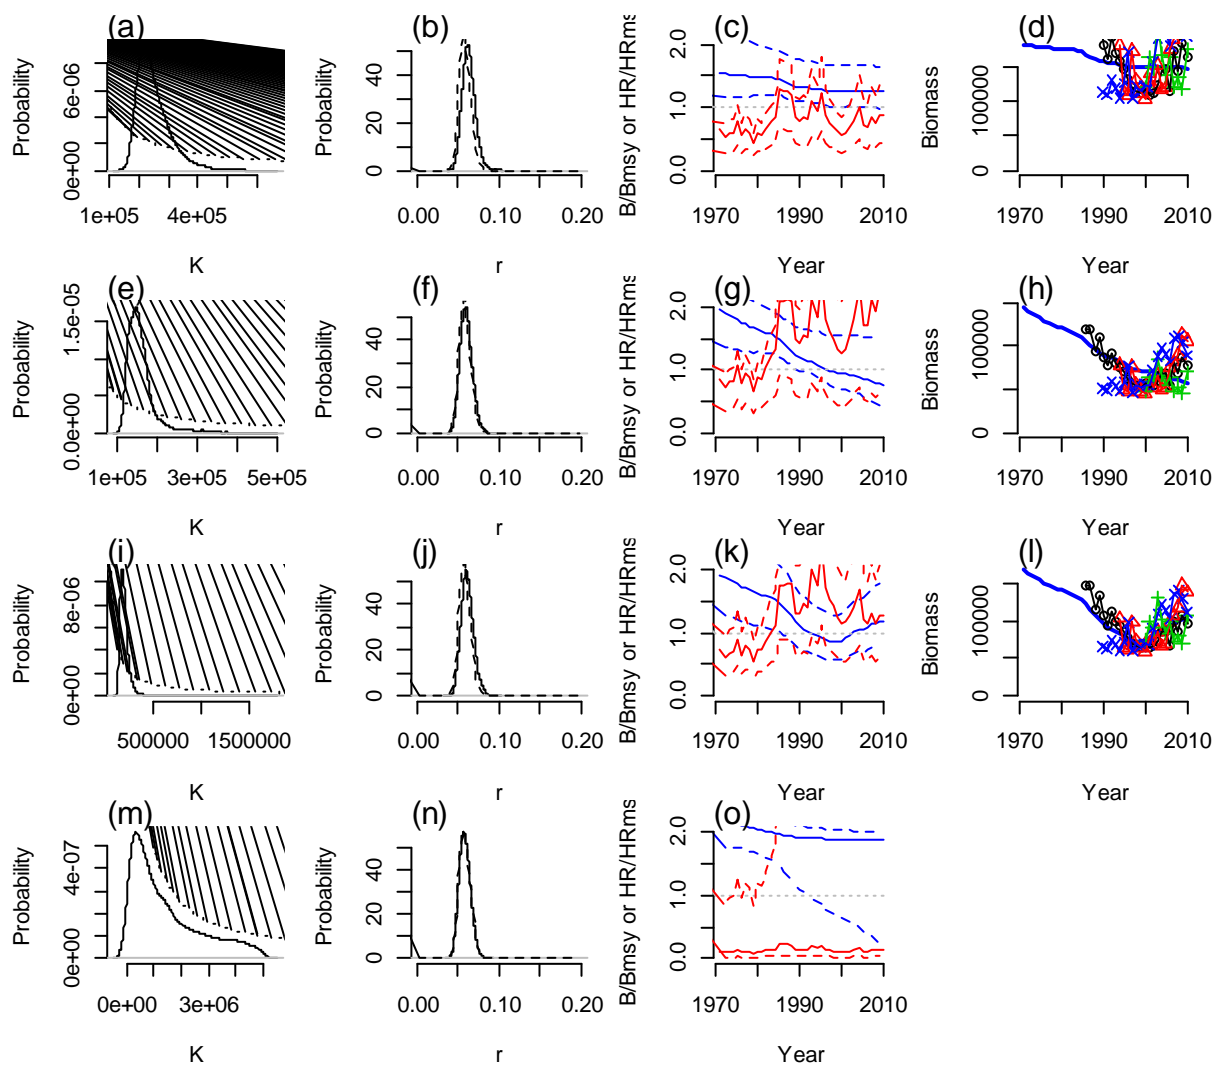 (a) (b) (c) (d)
Probability
0e+00 6e-06
1e+05 4e+05
K
Probability
0 20 40
0.00 0.10 0.20
r
B/Bmsy or HR/HRms
0.0 1.0 2.0
1970 1990 2010
Year
Biomass
0 100000
1970 1990 2010
Year
(e) (f) (g) (h)
Probability
0.0e+00 1.5e-05
1e+05 3e+05 5e+05
K
Probability
0 20 40
0.00 0.10 0.20
r
B/Bmsy or HR/HRms
0.0 1.0 2.0
1970 1990 2010
Year
Biomass
0 100000
1970 1990 2010
Year
(i) (j) (k) (l)
Probability
0e+00 8e-06
500000 1500000
K
Probability
0 20 40
0.00 0.10 0.20
r
B/Bmsy or HR/HRms
0.0 1.0 2.0
1970 1990 2010
Year
Biomass
0 100000
1970 1990 2010
Year
(m) (n) (o)
Probability
0e+00 4e-07
0e+00 3e+06
K
Probability
0 20 40
0.00 0.10 0.20
r
B/Bmsy or HR/HRms
0.0 1.0 2.0
1970 1990 2010
Year